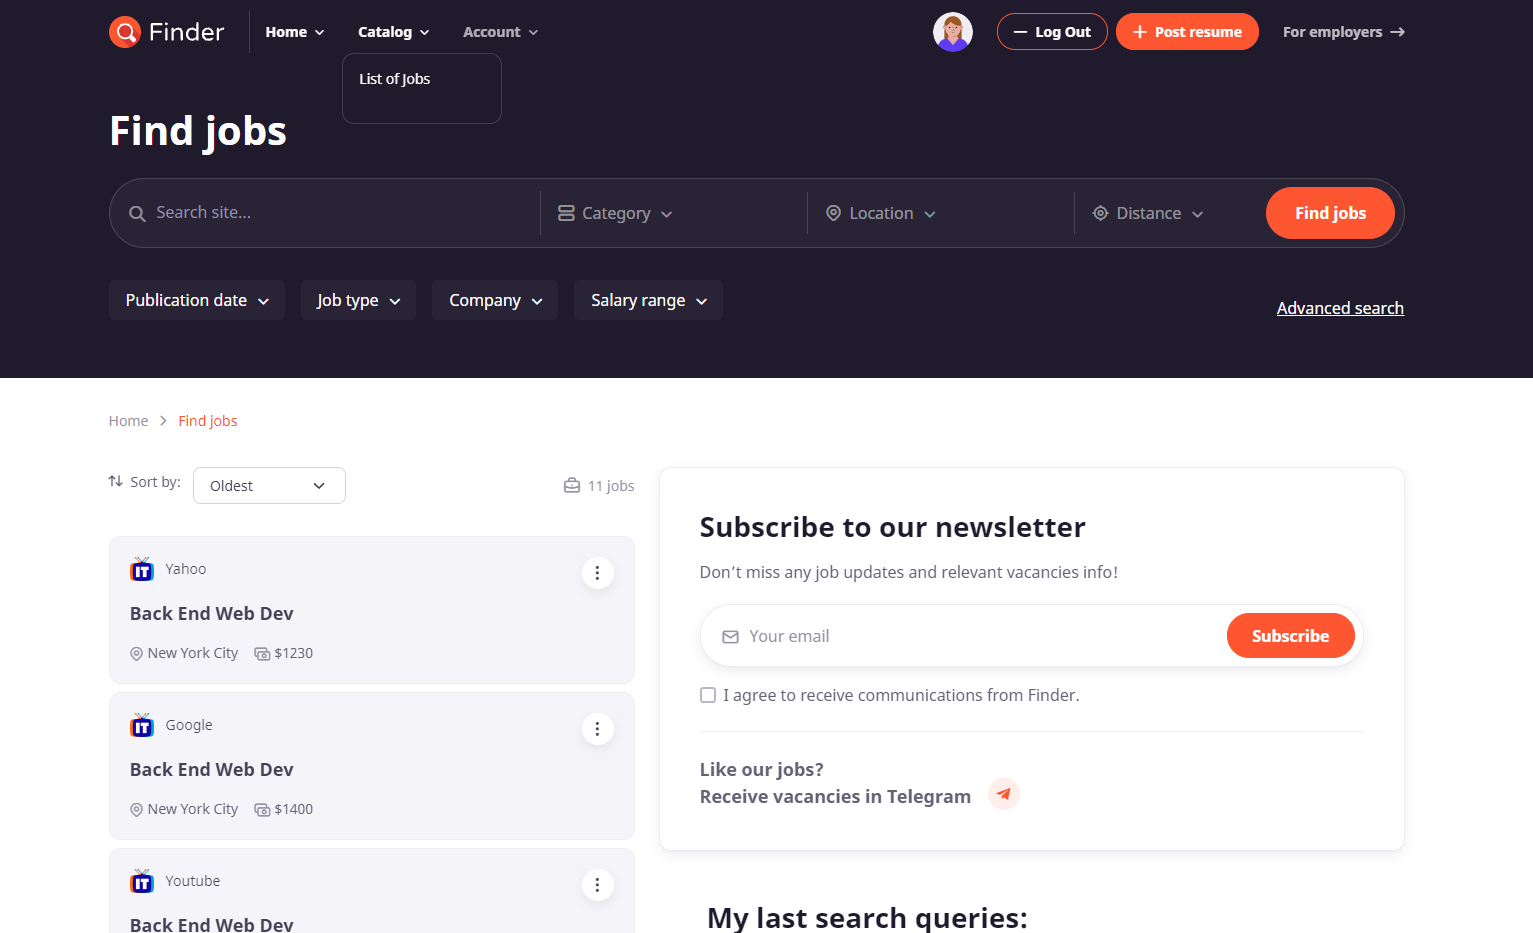 Finder
Home
Catalog
Account
Log Out
Post resume
For employers
List of Jobs
Find jobs
Search site...
Category
Location
Distance
Find jobs
Publication date
Job type
Company
Salary range
Advanced search
Home
Find jobs
Sort by:
Oldest
11 jobs
IT
Yahoo
Back End Web Dev
New York City
$1230
IT
Google
Back End Web Dev
New York City
$1400
IT
Youtube
Back End Web Dev
Subscribe to our newsletter
Don’t miss any job updates and relevant vacancies info!
Your email
Subscribe
I agree to receive communications from Finder.
Like our jobs?
Receive vacancies in Telegram
My last search queries: